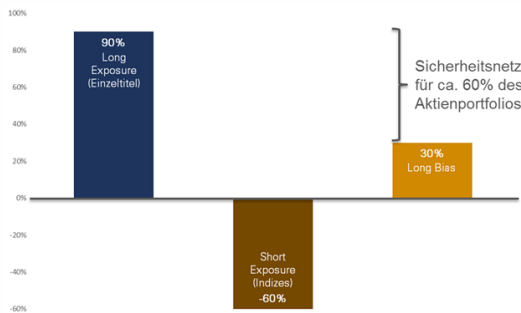 100%
80%
60%
40%
20%
0%
-20%
-40%
-60%
90%
Long
Exposure
(Einzeltitel)
Short
Exposure
(Indizes)
-60%
30%
Long Bias
Sicherheitsnetz
für ca. 60% des
Aktienportfolios